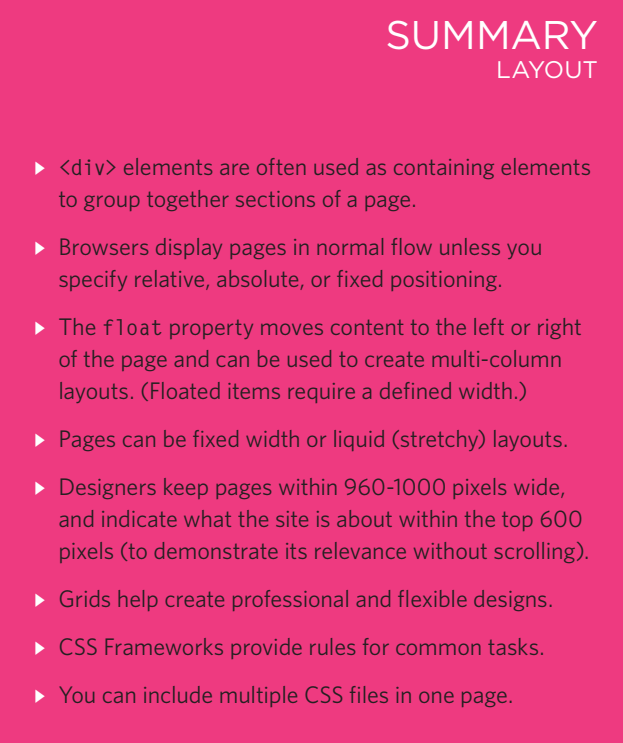 SUMMARY
LAYOUT
<div> elements are often used as containing elements
to group together sections of a page.
Browsers display pages in normal flow unless you
specify relative, absolute, or fixed positioning.
The float property moves content to the left or right
of the page and can be used to create multi-column
layouts. (Floated items require a defined width.)
Pages can be fixed width or liquid (stretchy) layouts.
Designers keep pages within 960-1000 pixels wide,
and indicate what the site is about within the top 600
pixels (to demonstrate its relevance without scrolling).
Grids help create professional and flexible designs.
CSS Frameworks provide rules for common tasks.
You can include multiple CSS files in one page.